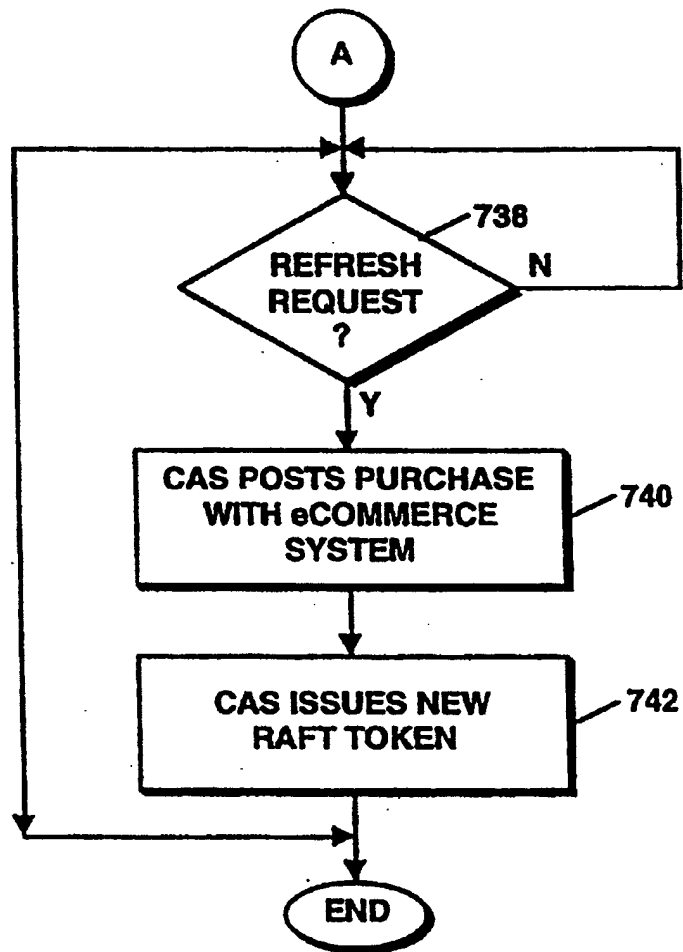 A
738
REFRESH
REQUEST
?
N
Y
CAS POSTS PURCHASE
WITH eCOMMERCE
SYSTEM
740
CAS ISSUES NEW
RAFT TOKEN
742
END